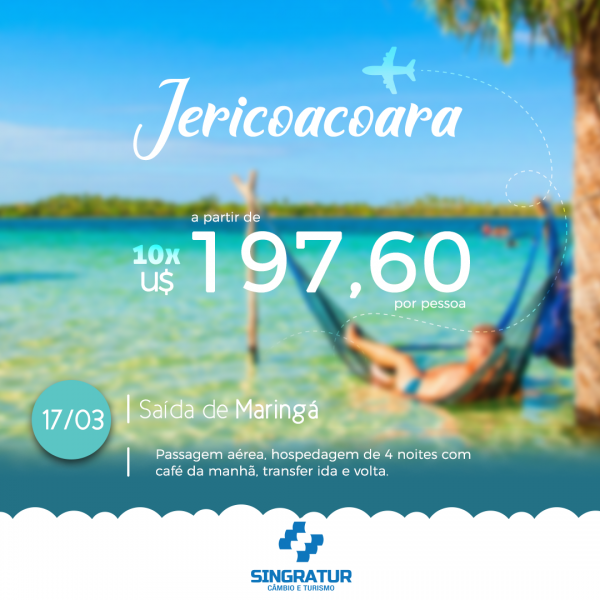 Jericoacoara
a partir de
10x
U$ 197,60
por pessoa
17/03
Saída de Maringá
Passagem aérea, hospedagem de 4 noites com
café da manhã, transfer ida e volta.
SINGRATUR
CÂMBIO E TURISMO